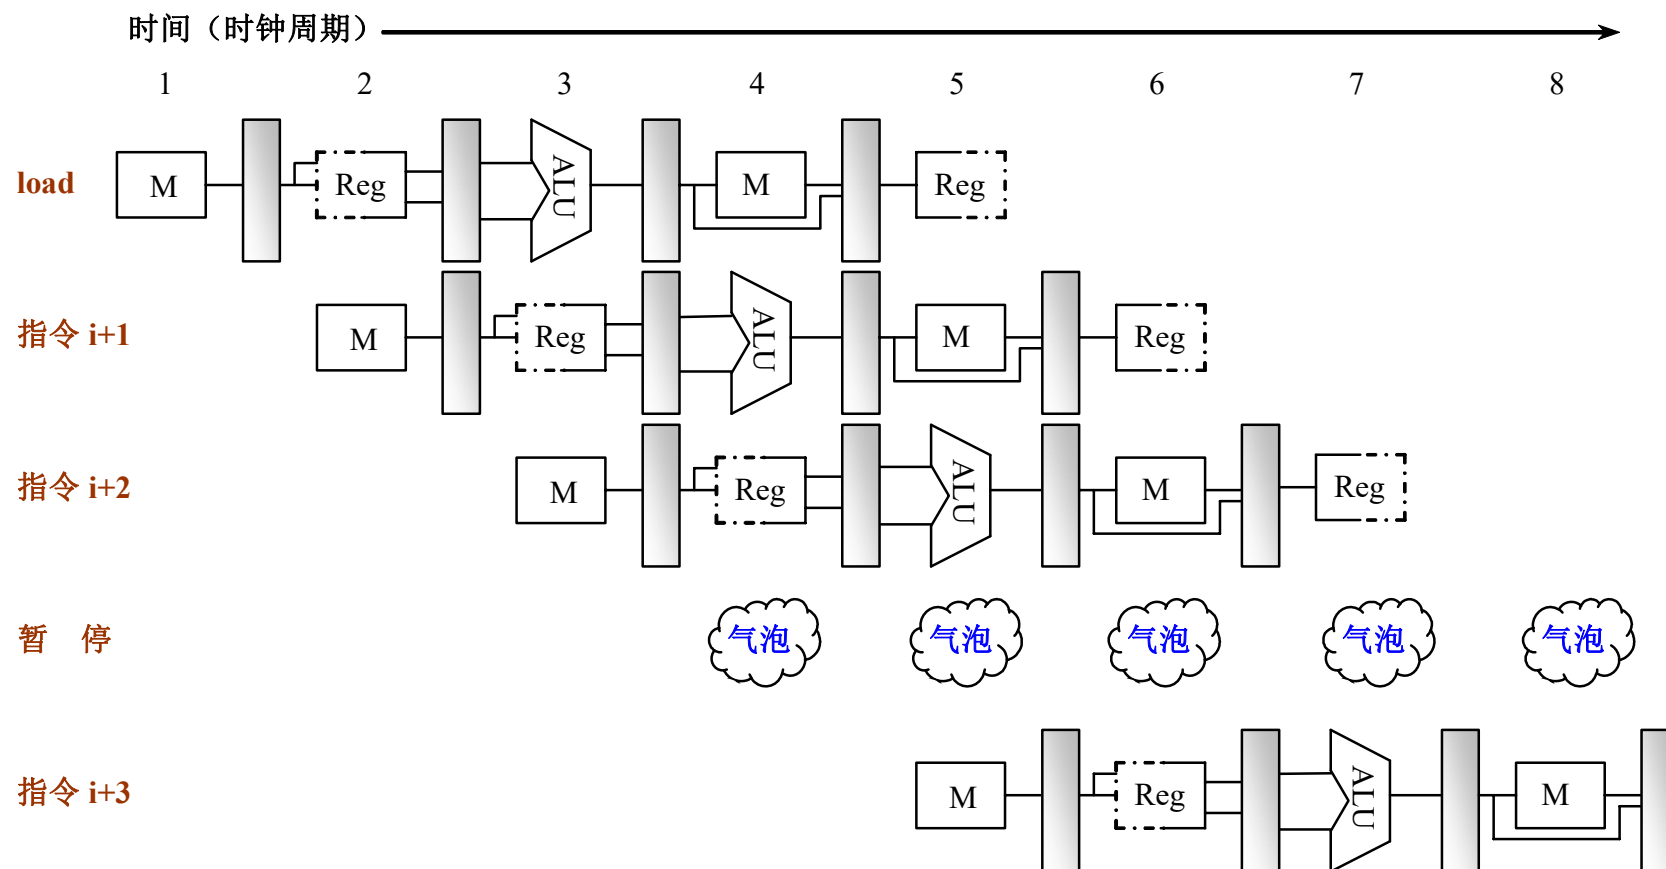 时间（时钟周期）
1 2 3 4 5 6 7 8
load M Reg ALU M Reg
指令 i+1 M Reg ALU M Reg
指令 i+2 M Reg ALU M Reg
暂 停 气泡 气泡 气泡 气泡 气泡
指令 i+3 M Reg ALU M